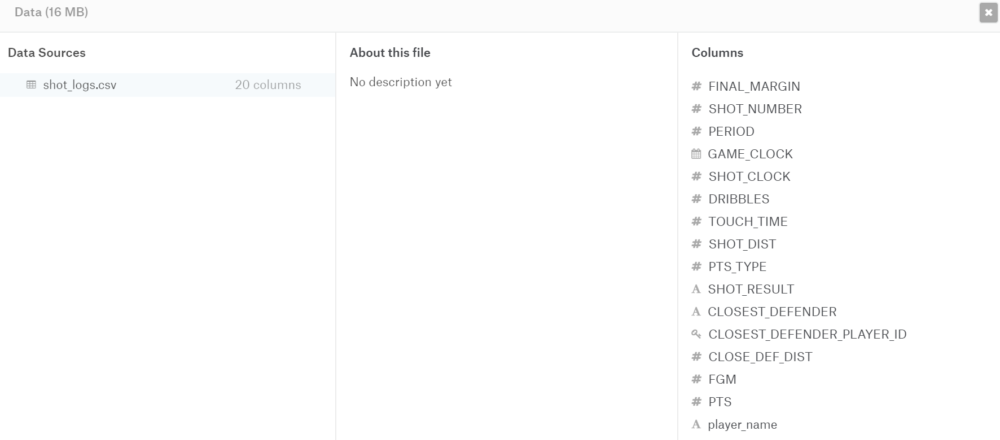 Data (16 MB)
Data Sources
shot_logs.csv 20 columns
About this file
No description yet
Columns
FINAL_MARGIN
SHOT_NUMBER
PERIOD
GAME_CLOCK
SHOT_CLOCK
DRIBBLES
TOUCH_TIME
SHOT_DIST
PTS_TYPE
SHOT_RESULT
CLOSEST_DEFENDER
CLOSEST_DEFENDER_PLAYER_ID
CLOSE_DEF_DIST
FGM
PTS
player_name